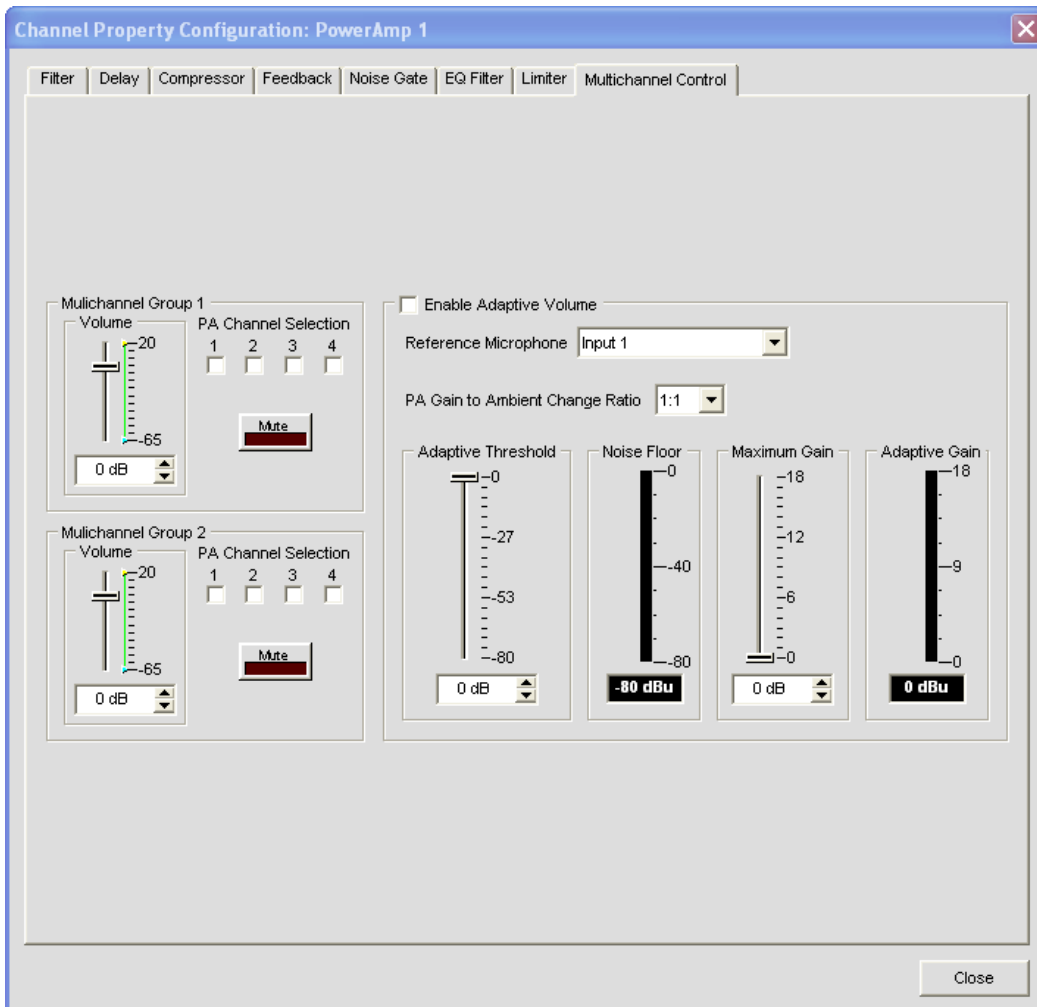 Channel Property Configuration: PowerAmp 1
Filter Delay Compressor Feedback Noise Gate EQ Filter Limiter Multichannel Control
Mulichannel Group 1
Volume
20
-65
0 dB
PA Channel Selection
1 2 3 4
Mute
Mulichannel Group 2
Volume
20
-65
0 dB
PA Channel Selection
1 2 3 4
Mute
Enable Adaptive Volume
Reference Microphone Input 1
PA Gain to Ambient Change Ratio 1:1
Adaptive Threshold
0
-27
-53
-80
0 dB
Noise Floor
0
-40
-80
-80 dBu
Maximum Gain
18
12
6
0
0 dB
Adaptive Gain
18
9
0
0 dBu
Close